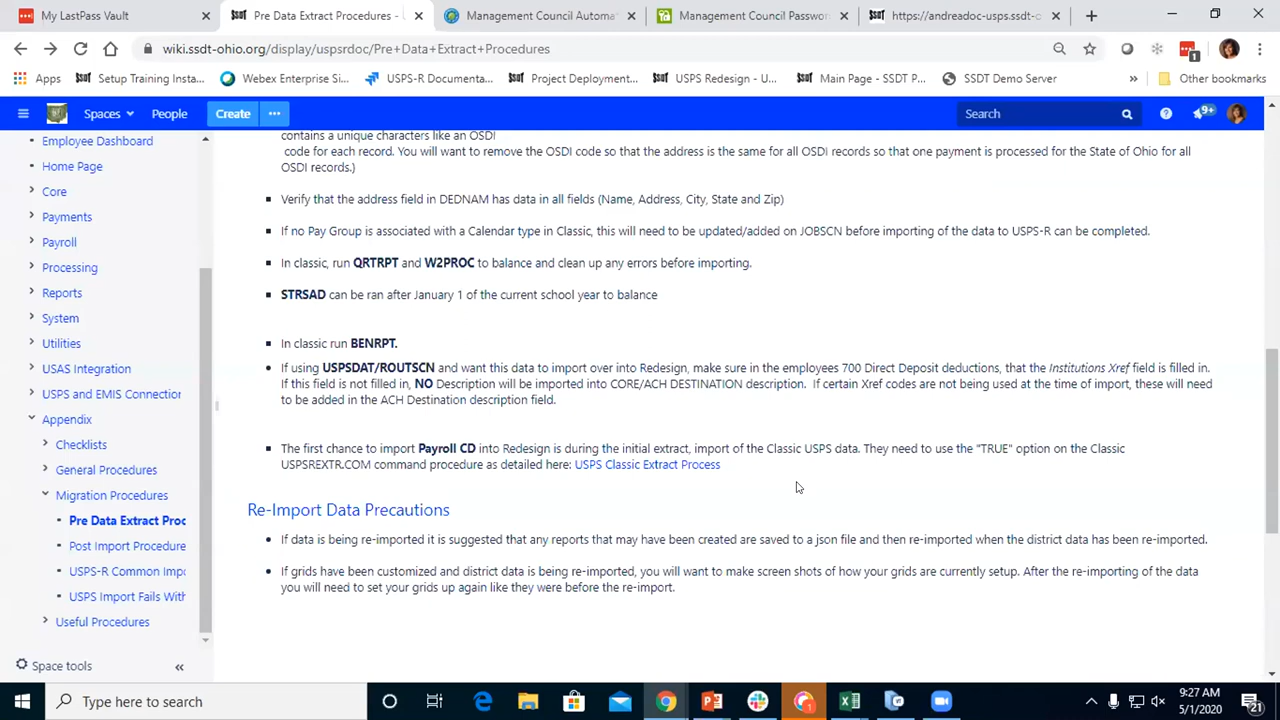 My LastPass Vault
Pre Data Extract Procedures -
Management Council Automa
Management Council Passwor
https://andreadoc-usps.ssdt-o
wiki.ssdt-ohio.org/display/uspsrdoc/Pre+Data+Extract+Procedures
1
Apps
Setup Training Insta...
Webex Enterprise Si...
USPS-R Documenta...
Project Deployment...
USPS Redesign - U...
Main Page - SSDT P...
SSDT Demo Server
»
Other bookmarks
Spaces
People
Create
Search
9+
Employee Dashboard
Home Page
Core
Payments
Payroll
Processing
Reports
System
Utilities
USAS Integration
USPS and EMIS Connection
Appendix
Checklists
General Procedures
Migration Procedures
Pre Data Extract Proc
Post Import Procedure
USPS-R Common Impo
USPS Import Fails With
Useful Procedures
Space tools
contains a unique characters like an OSDI
code for each record. You will want to remove the OSDI code so that the address is the same for all OSDI records so that one payment is processed for the State of Ohio for all
OSDI records.)
Verify that the address field in DEDNAM has data in all fields (Name, Address, City, State and Zip)
If no Pay Group is associated with a Calendar type in Classic, this will need to be updated/added on JOBSCN before importing of the data to USPS-R can be completed.
In classic, run QRTRPT and W2PROC to balance and clean up any errors before importing.
STRSAD can be ran after January 1 of the current school year to balance
In classic run BENRPT.
If using USPSDAT/ROUTSCN and want this data to import over into Redesign, make sure in the employees 700 Direct Deposit deductions, that the Institutions Xref field is filled in.
If this field is not filled in, NO Description will be imported into CORE/ACH DESTINATION description. If certain Xref codes are not being used at the time of import, these will need
to be added in the ACH Destination description field.
The first chance to import Payroll CD into Redesign is during the initial extract, import of the Classic USPS data. They need to use the "TRUE" option on the Classic
USPSREXTR.COM command procedure as detailed here: USPS Classic Extract Process
Re-Import Data Precautions
If data is being re-imported it is suggested that any reports that may have been created are saved to a json file and then re-imported when the district data has been re-imported.
If grids have been customized and district data is being re-imported, you will want to make screen shots of how your grids are currently setup. After the re-importing of the data
you will need to set your grids up again like they were before the re-import.
Type here to search
9:27 AM
5/1/2020
21